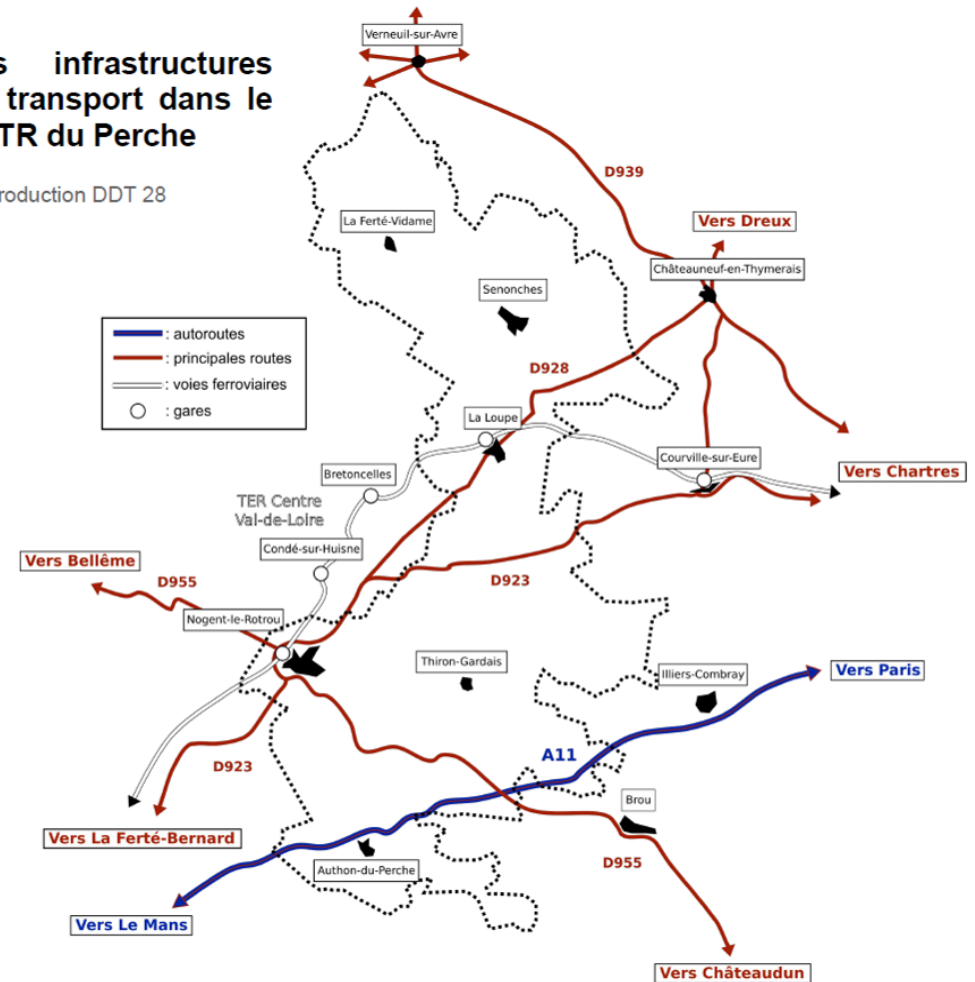 Verneuil-sur-Avre
s infrastructures
transport dans le
TR du Perche
roduction DDT 28
D939
La Ferté-Vidame
Vers Dreux
Châteauneuf-en-Thymerais
Senonches
: autoroutes
: principales routes
: voies ferroviaires
: gares
D928
La Loupe
Bretoncelles
Courville-sur-Eure
Vers Chartres
TER Centre
Val-de-Loire
Condé-sur-Huisne
Vers Bellême
D955
D923
Nogent-le-Rotrou
Thiron-Gardais
Illiers-Combray
Vers Paris
A11
D923
Brou
Vers La Ferté-Bernard
D955
Authon-du-Perche
Vers Le Mans
Vers Châteaudun